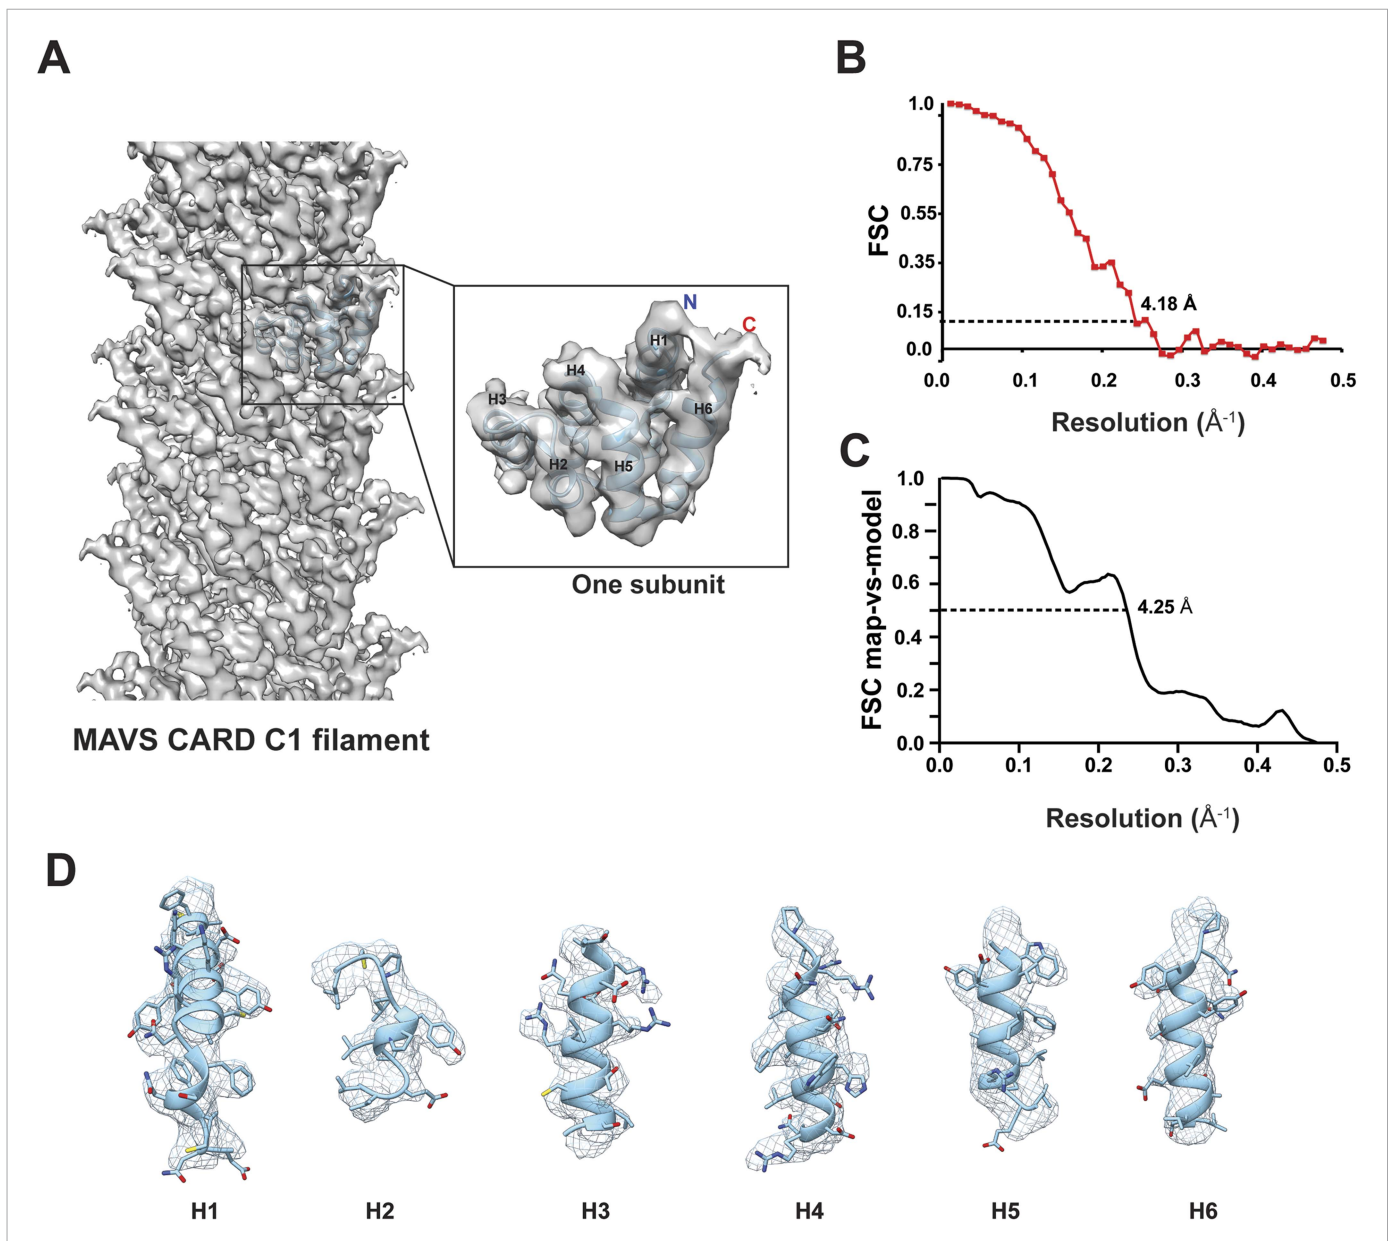 A
MAVS CARD C1 filament
N
C
H1
H4
H3
H6
H2
H5
One subunit
B
FSC
1.0
0.75
0.55
0.35
0.15
0.0
4.18 Å
0.0 0.1 0.2 0.3 0.4 0.5
Resolution (Å-1)
C
FSC map-vs-model
1.0
0.8
0.6
0.4
0.2
0.0
4.25 Å
0.0 0.1 0.2 0.3 0.4 0.5
Resolution (Å-1)
D
H1 H2 H3 H4 H5 H6